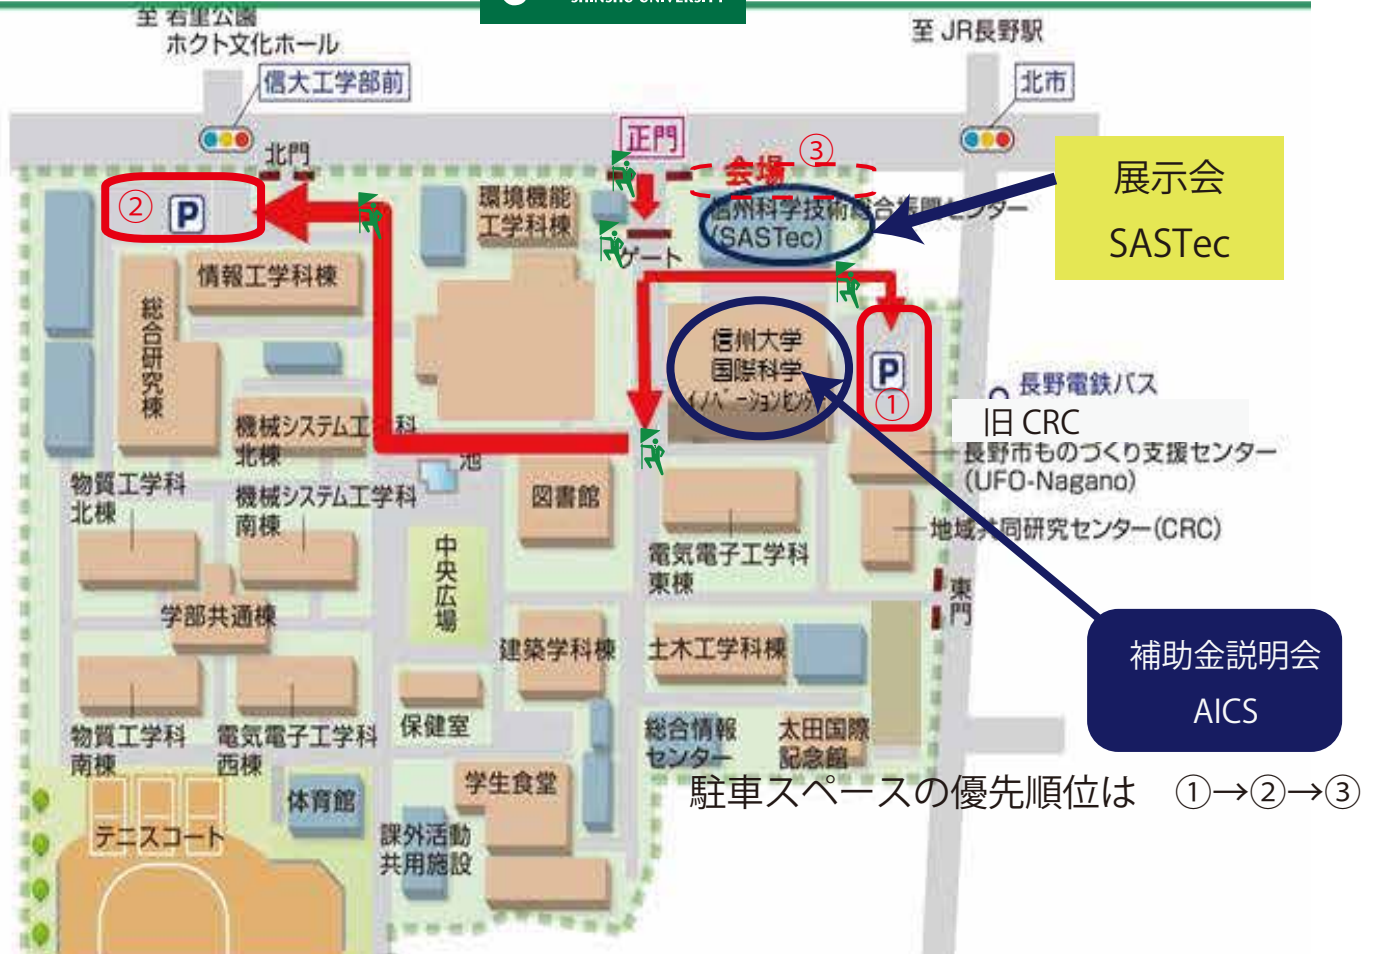 SHINSHU UNIVERSITY
至 若里公園
ホクト文化ホール
至 JR長野駅
信大工学部前
北市
正門
北門
会場
③
展示会
SASTec
②
P
環境機能
工学科棟
信州科学技術総合振興センター
(SASTec)
ゲート
情報工学科棟
総合研究棟
信州大学
国際科学
イノベーションセンター
P
①
長野電鉄バス
旧 CRC
長野市ものづくり支援センター
(UFO-Nagano)
機械システム工学科
北棟
池
物質工学科
北棟
機械システム工学科
南棟
図書館
地域共同研究センター(CRC)
中央広場
電気電子工学科
東棟
東門
学部共通棟
建築学科棟
土木工学科棟
補助金説明会
AICS
物質工学科
南棟
電気電子工学科
西棟
保健室
総合情報
センター
太田国際
記念館
駐車スペースの優先順位は　①→②→③
学生食堂
体育館
テニスコート
課外活動
共用施設